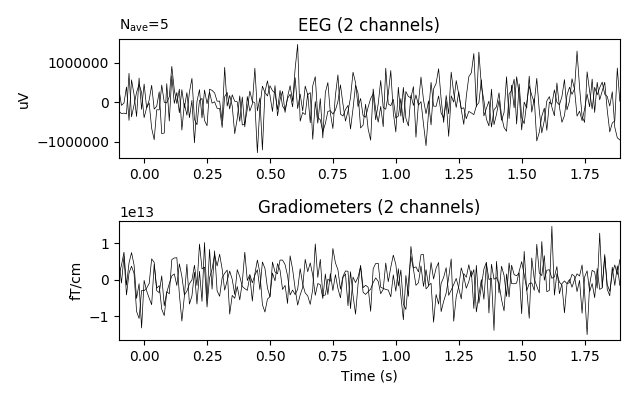 N_ave=5
EEG (2 channels)
1000000
0
−1000000
uV
0.00 0.25 0.50 0.75 1.00 1.25 1.50 1.75
1e13
Gradiometers (2 channels)
1
0
−1
fT/cm
0.00 0.25 0.50 0.75 1.00 1.25 1.50 1.75
Time (s)